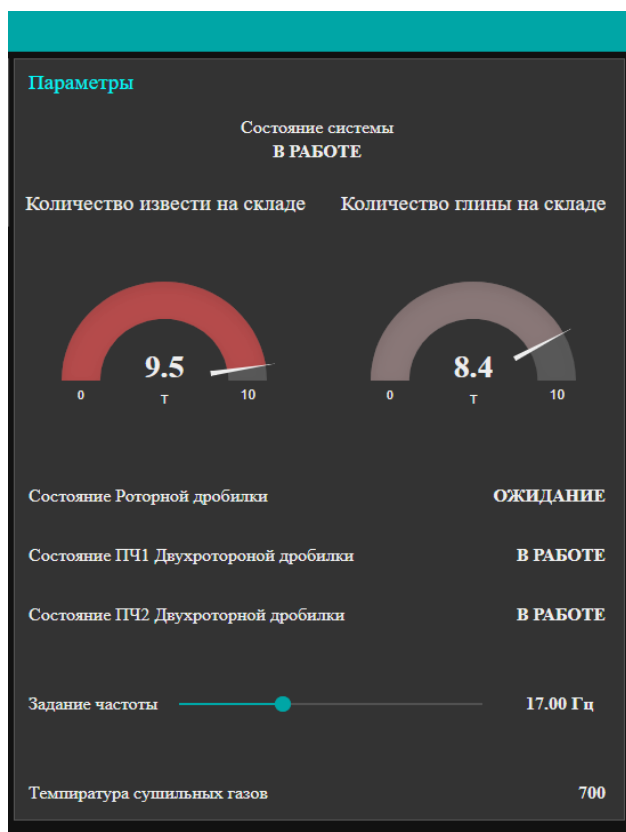 Параметры
Состояние системы
В РАБОТЕ
Количество извести на складе
Количество глины на складе
9.5
8.4
0
т
10
0
т
10
Состояние Роторной дробилки
ОЖИДАНИЕ
Состояние ПЧ1 Двухротороной дробилки
В РАБОТЕ
Состояние ПЧ2 Двухроторной дробилки
В РАБОТЕ
Задание частоты
17.00 Гц
Темпиратура сушильных газов
700